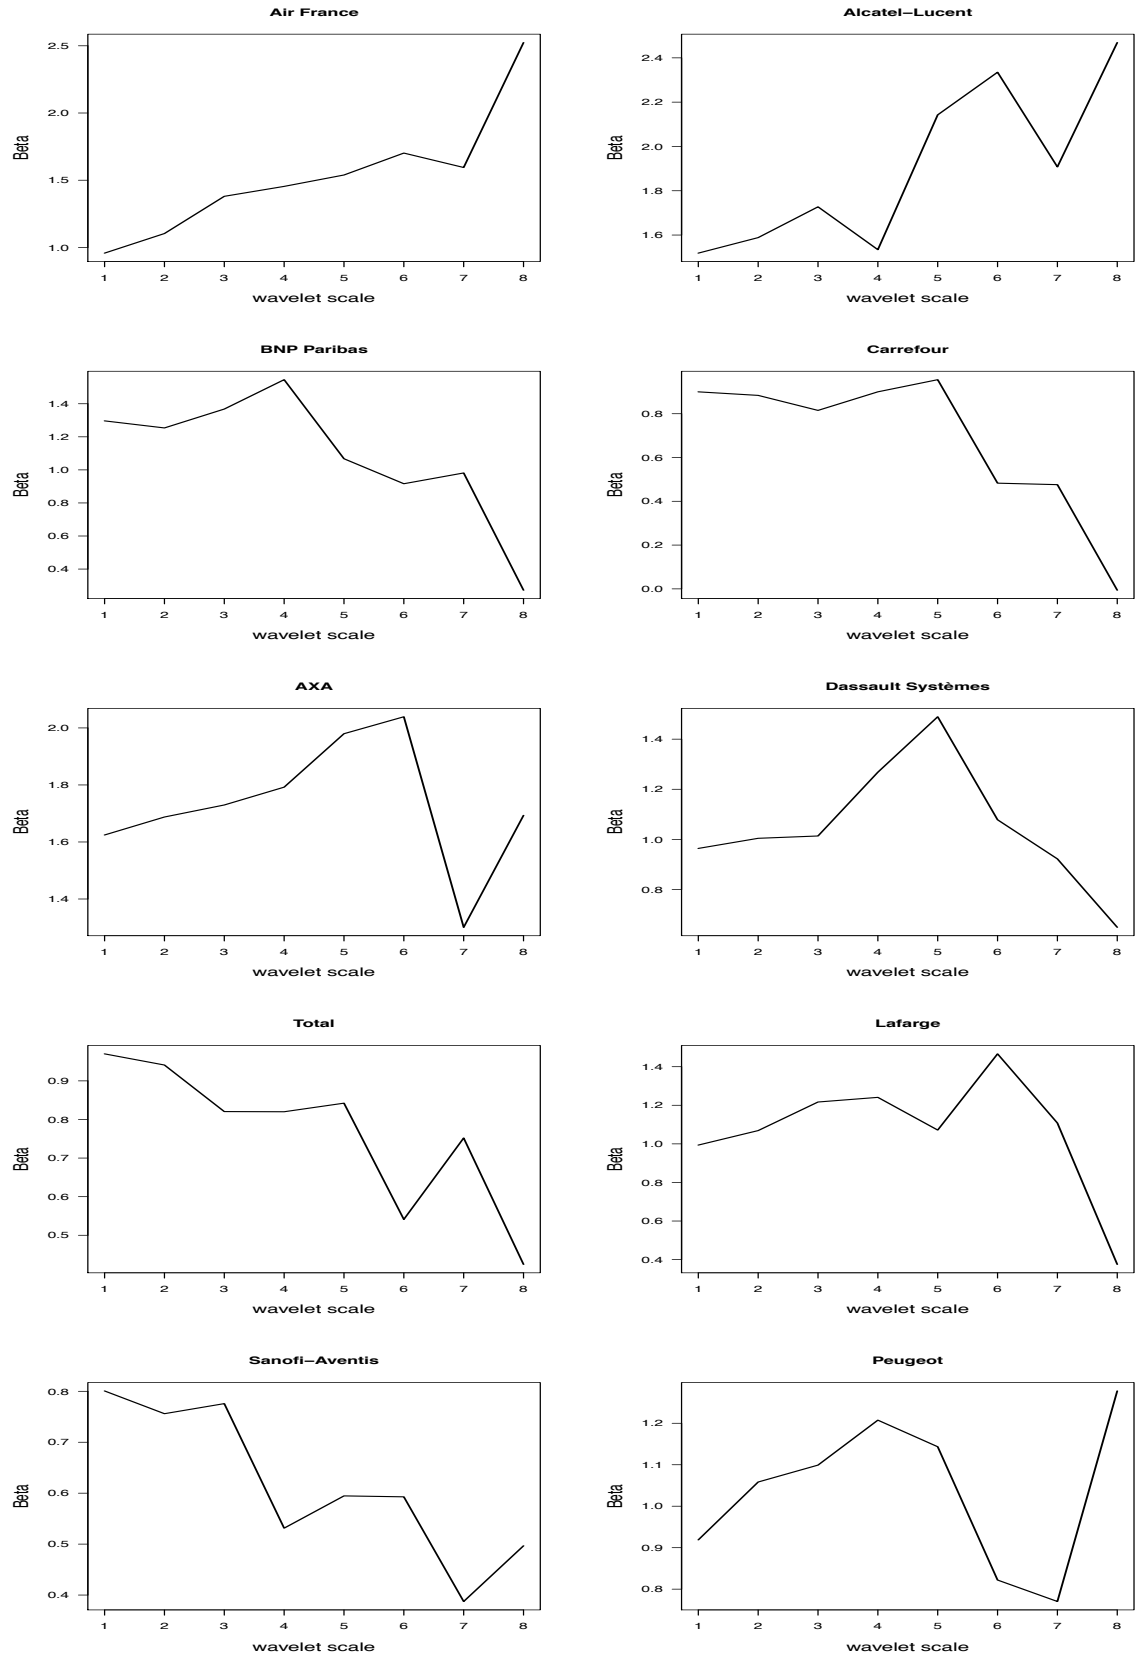 Air France
Beta
2.5
2.0
1.5
1.0
1 2 3 4 5 6 7 8
wavelet scale
Alcatel−Lucent
Beta
2.4
2.2
2.0
1.8
1.6
1 2 3 4 5 6 7 8
wavelet scale
BNP Paribas
Beta
1.4
1.2
1.0
0.8
0.6
0.4
1 2 3 4 5 6 7 8
wavelet scale
Carrefour
Beta
0.8
0.6
0.4
0.2
0.0
1 2 3 4 5 6 7 8
wavelet scale
AXA
Beta
2.0
1.8
1.6
1.4
1 2 3 4 5 6 7 8
wavelet scale
Dassault Systèmes
Beta
1.4
1.2
1.0
0.8
1 2 3 4 5 6 7 8
wavelet scale
Total
Beta
0.9
0.8
0.7
0.6
0.5
1 2 3 4 5 6 7 8
wavelet scale
Lafarge
Beta
1.4
1.2
1.0
0.8
0.6
0.4
1 2 3 4 5 6 7 8
wavelet scale
Sanofi−Aventis
Beta
0.8
0.7
0.6
0.5
0.4
1 2 3 4 5 6 7 8
wavelet scale
Peugeot
Beta
1.2
1.1
1.0
0.9
0.8
1 2 3 4 5 6 7 8
wavelet scale